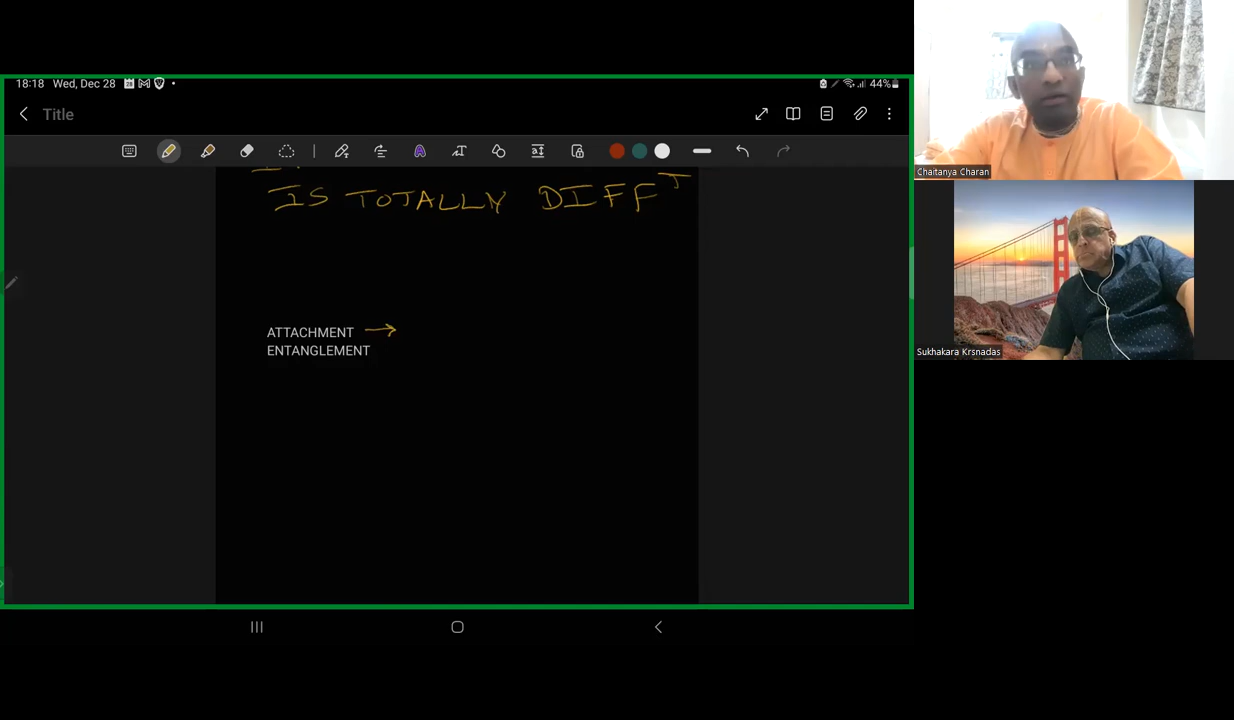 18:18 Wed, Dec 28
44%
Title
IS TOTALLY DIFF T
ATTACHMENT →
ENTANGLEMENT
Chaitanya Charan
Sukhakara Krsnadas